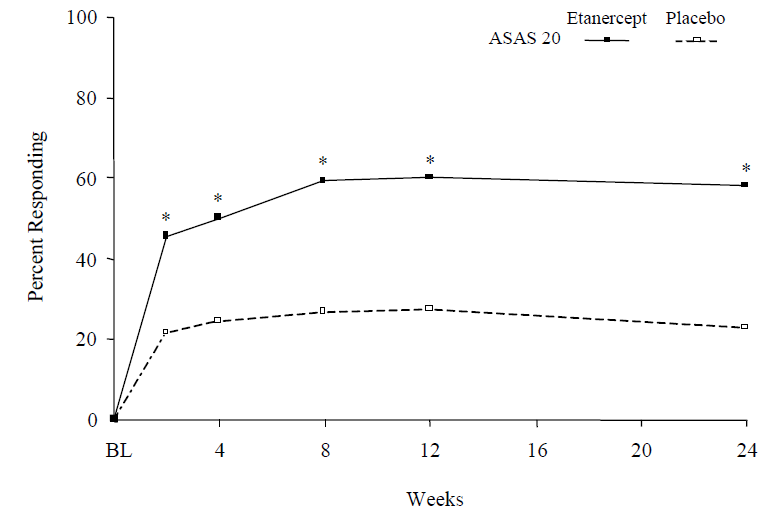 Etanercept Placebo
ASAS 20
100
80
60
40
20
0
* * * * *
BL 4 8 12 16 20 24
Percent Responding
Weeks